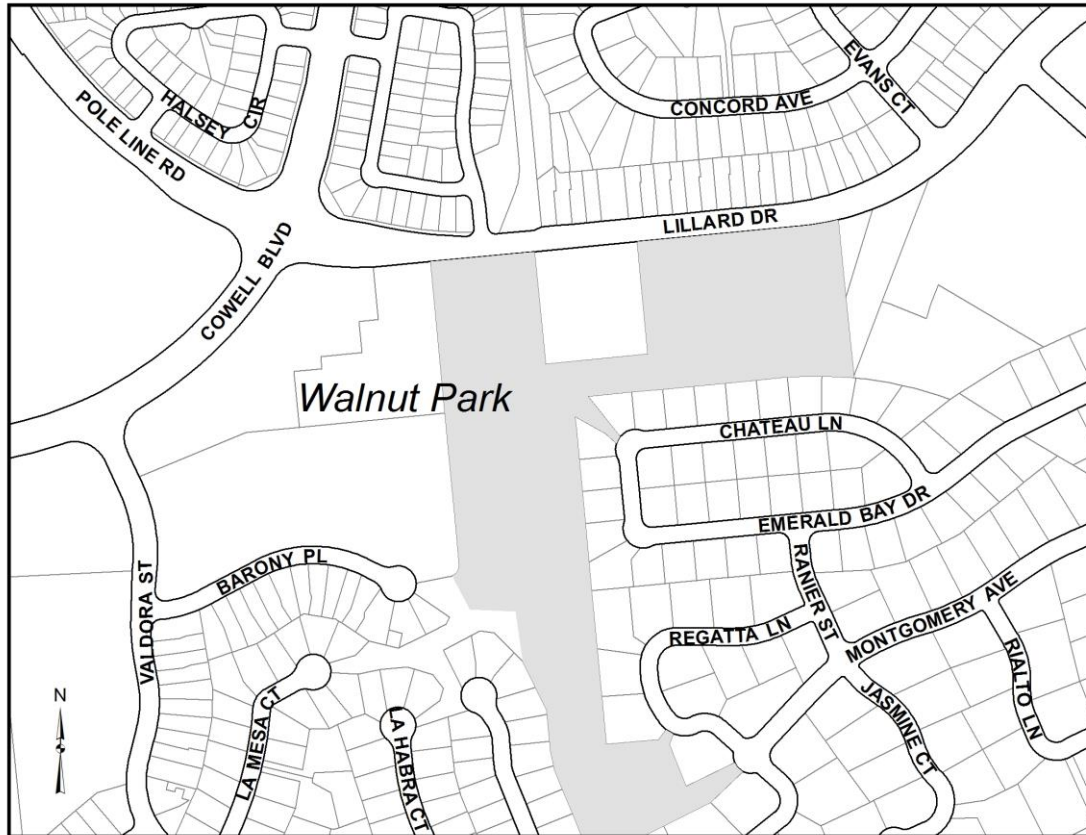 EVANS CT
CONCORD AVE
HALSEY CIR
POLE LINE RD
LILLARD DR
COWELL BLVD
Walnut Park
CHATEAU LN
EMERALD BAY DR
BARONY PL
RANIER ST
VALDORA ST
REGATTA LN
MONTGOMERY AVE
RIALTO LN
JASMINE CT
N
LA MESA CT
LA HABRA CT